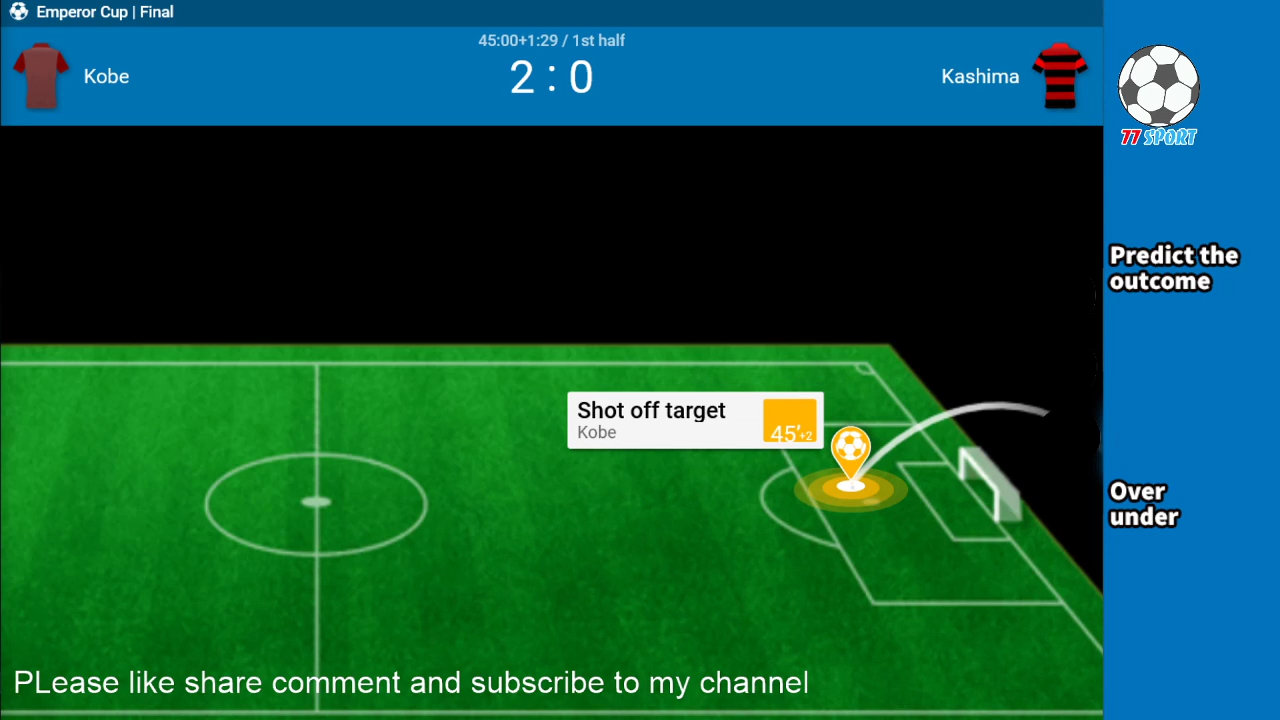 Emperor Cup | Final
45:00+1:29 / 1st half
Kobe
2 : 0
Kashima
77 SPORT
Predict the
outcome
Shot off target
Kobe
45'+2
Over
under
PLease like share comment and subscribe to my channel